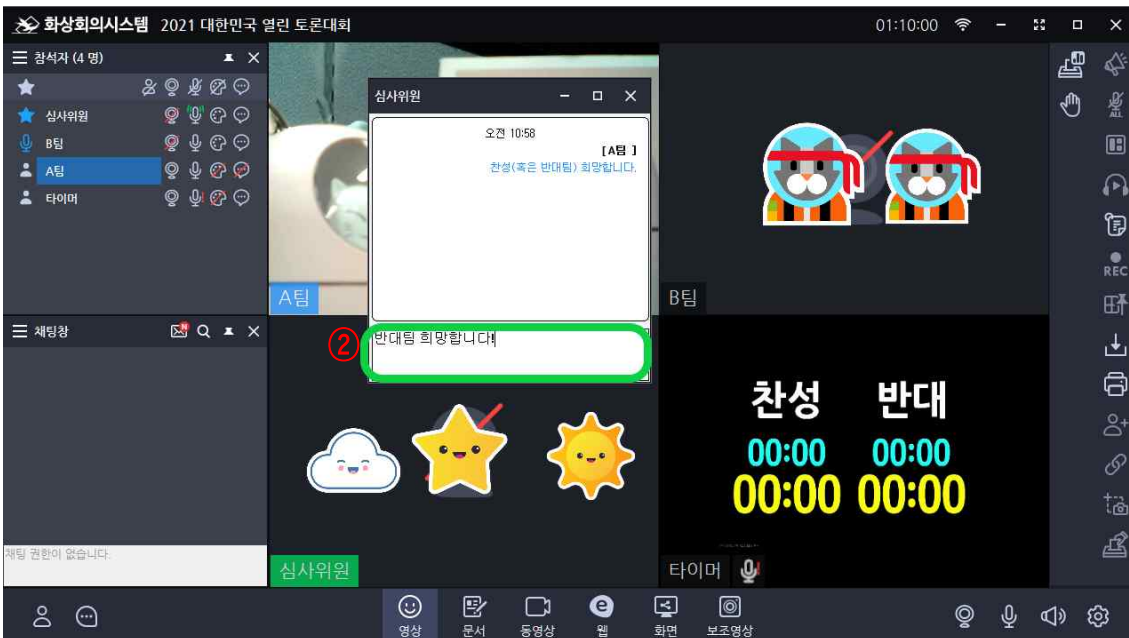 화상회의시스템 2021 대한민국 열린 토론대회
01:10:00
참석자 (4 명)
심사위원
B팀
A팀
타이머
채팅창
N
채팅 권한이 없습니다.
심사위원
오전 10:58
[A팀 ]
찬성(혹은 반대팀) 희망합니다.
②
반대팀 희망합니다!
A팀
B팀
심사위원
찬성 반대
00:00 00:00
00:00 00:00
타이머
ALL
REC
e
영상 문서 동영상 웹 화면 보조영상